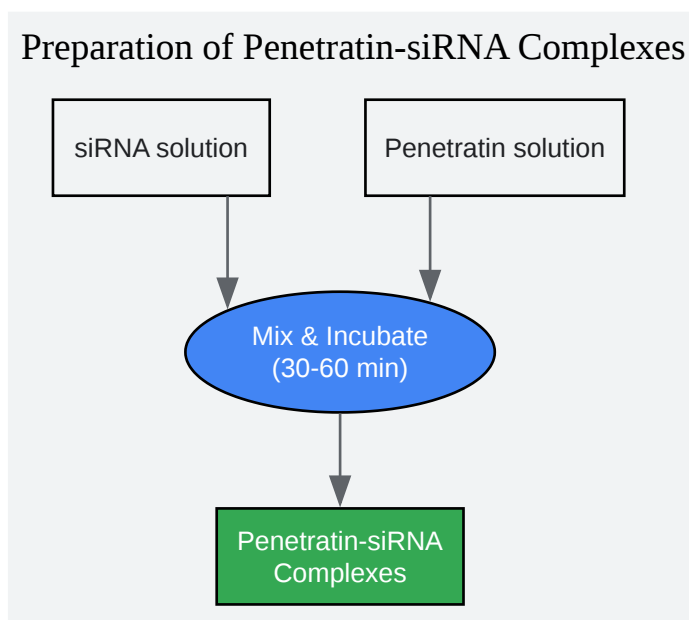 Preparation of Penetratin-siRNA Complexes
siRNA solution
Penetratin solution
Mix & Incubate
(30-60 min)
Penetratin-siRNA
Complexes